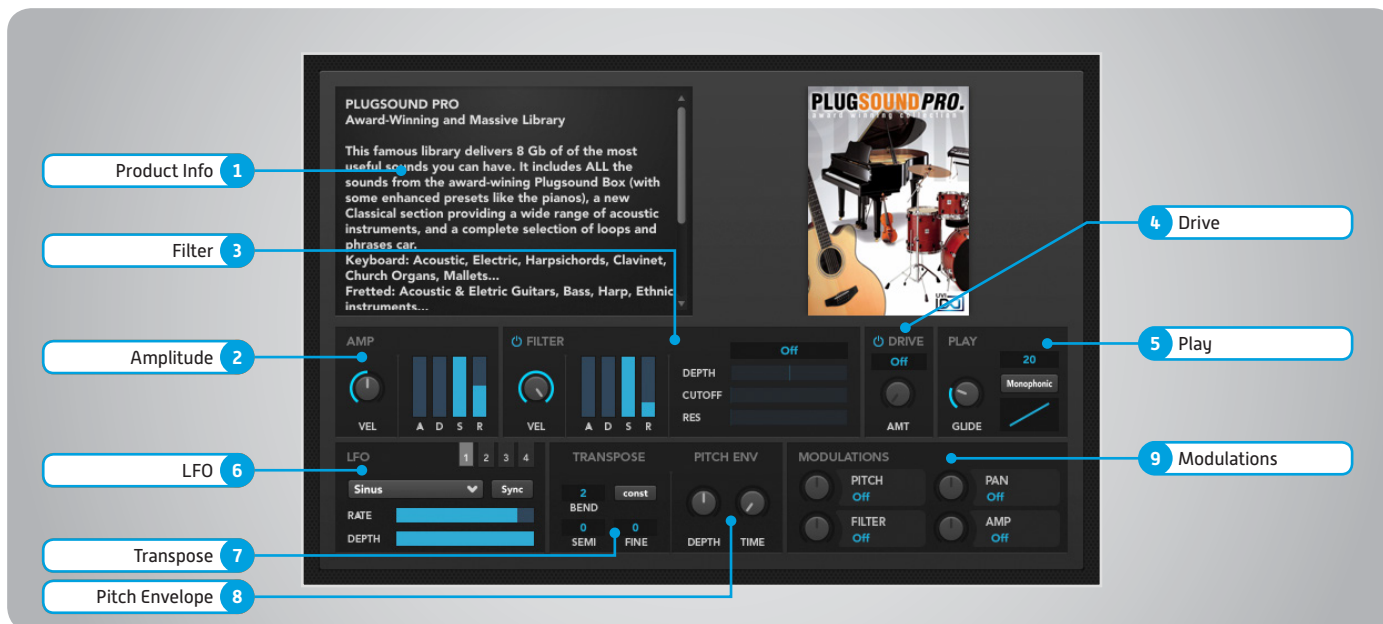 PLUGSOUND PRO
Award-Winning and Massive Library
This famous library delivers 8 Gb of of the most
useful sounds you can have. It includes ALL the
sounds from the award-wining Plugsound Box (with
some enhanced presets like the pianos), a new
Classical section providing a wide range of acoustic
instruments, and a complete selection of loops and
phrases car.
Keyboard: Acoustic, Electric, Harpsichords, Clavinet,
Church Organs, Mallets...
Fretted: Acoustic & Eletric Guitars, Bass, Harp, Ethnic
instruments...
PLUGSOUND PRO.
award winning collection
UVI
Product Info 1
Filter 3
Amplitude 2
LFO 6
Transpose 7
Pitch Envelope 8
4 Drive
5 Play
9 Modulations
AMP
VEL
A D S R
FILTER
VEL
A D S R
Off
DEPTH
CUTOFF
RES
DRIVE
Off
AMT
PLAY
20
Monophonic
GLIDE
LFO
1 2 3 4
Sinus
Sync
RATE
DEPTH
TRANSPOSE
2
const
BEND
0 0
SEMI FINE
PITCH ENV
DEPTH TIME
MODULATIONS
PITCH
Off
PAN
Off
FILTER
Off
AMP
Off